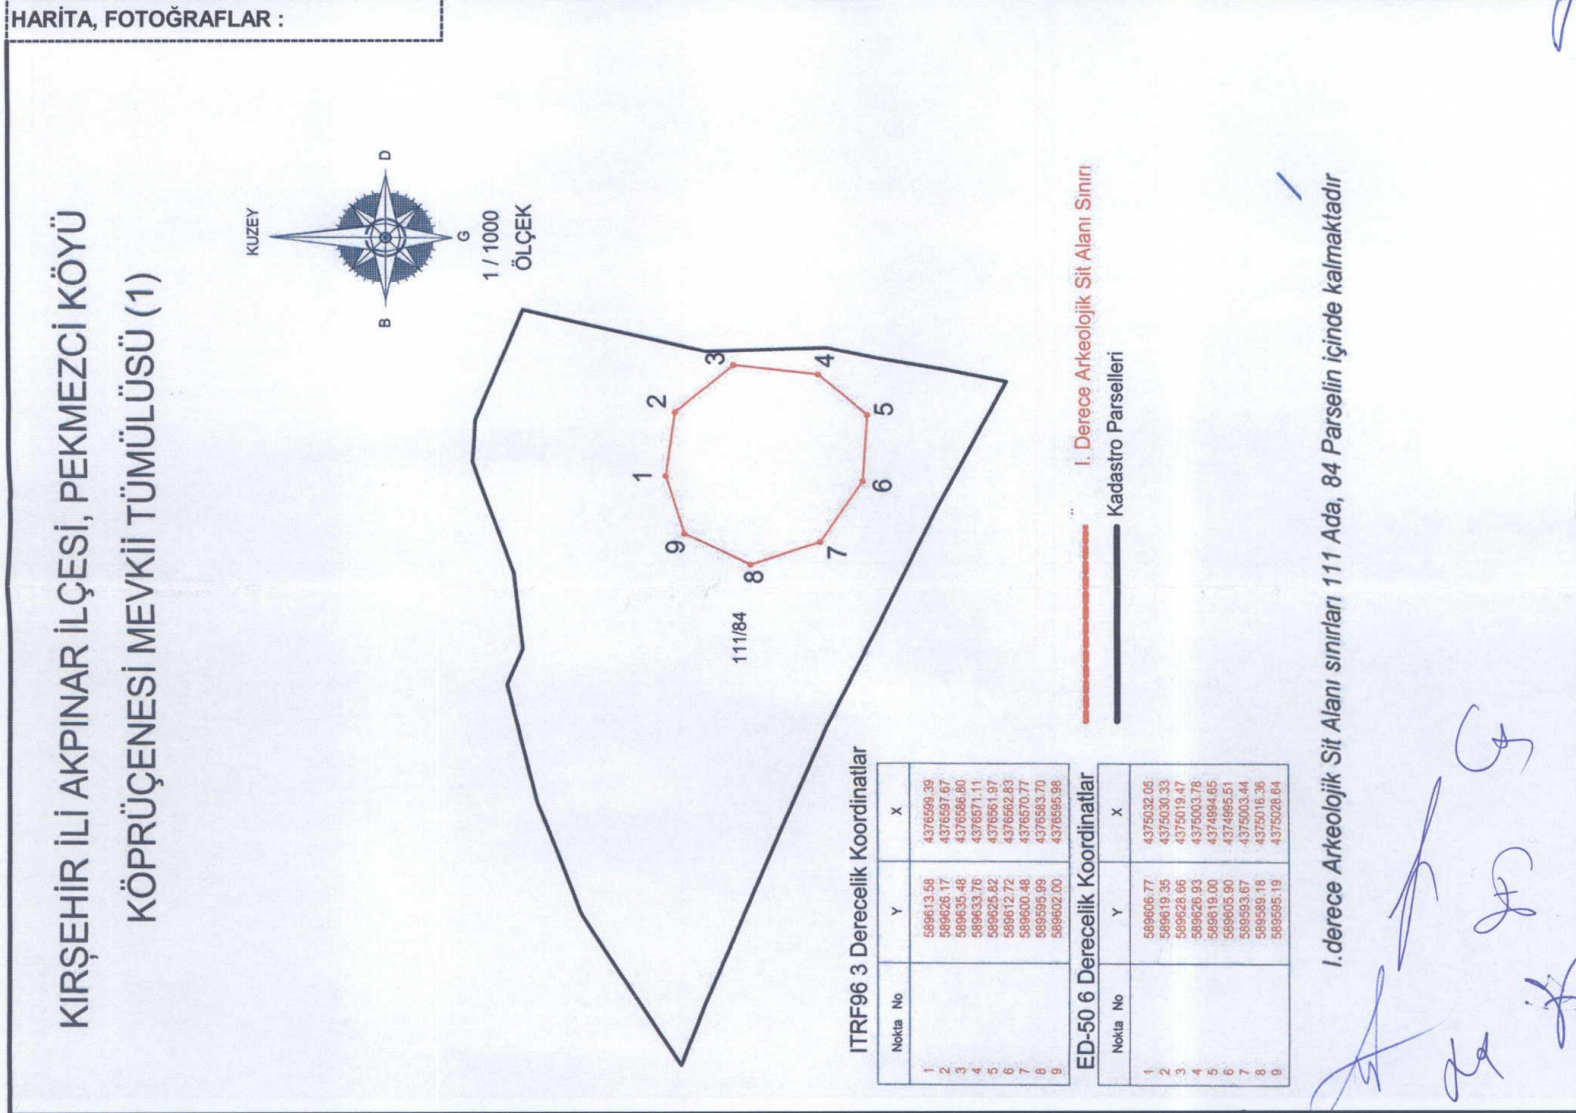 HARİTA, FOTOĞRAFLAR :
KIRŞEHİR İLİ AKPINAR İLÇESİ, PEKMEZCİ KÖYÜ
KÖPRÜÇENESİ MEVKİİ TÜMÜLÜSÜ (1)
KUZEY
B
D
G
1 / 1000
ÖLÇEK
1
2
3
4
5
6
7
8
9
111/84
ITRF96 3 Derecelik Koordinatlar
Nokta No Y X
1 589613.58 4376599.39
2 589626.17 4376597.67
3 589635.48 4376586.80
4 589633.76 4376571.11
5 589625.82 4376561.97
6 589612.72 4376562.83
7 589600.48 4376570.77
8 589595.99 4376583.70
9 589602.00 4376595.98
ED-50 6 Derecelik Koordinatlar
Nokta No Y X
1 589606.77 4375032.05
2 589619.35 4375030.33
3 589628.66 4375019.47
4 589626.93 4375003.78
5 589619.00 4374994.65
6 589605.90 4374995.51
7 589593.67 4375003.44
8 589589.18 4375016.36
9 589595.19 4375028.64
I. Derece Arkeolojik Sit Alanı Sınırı
Kadastro Parselleri
I.derece Arkeolojik Sit Alanı sınırları 111 Ada, 84 Parselin içinde kalmaktadır